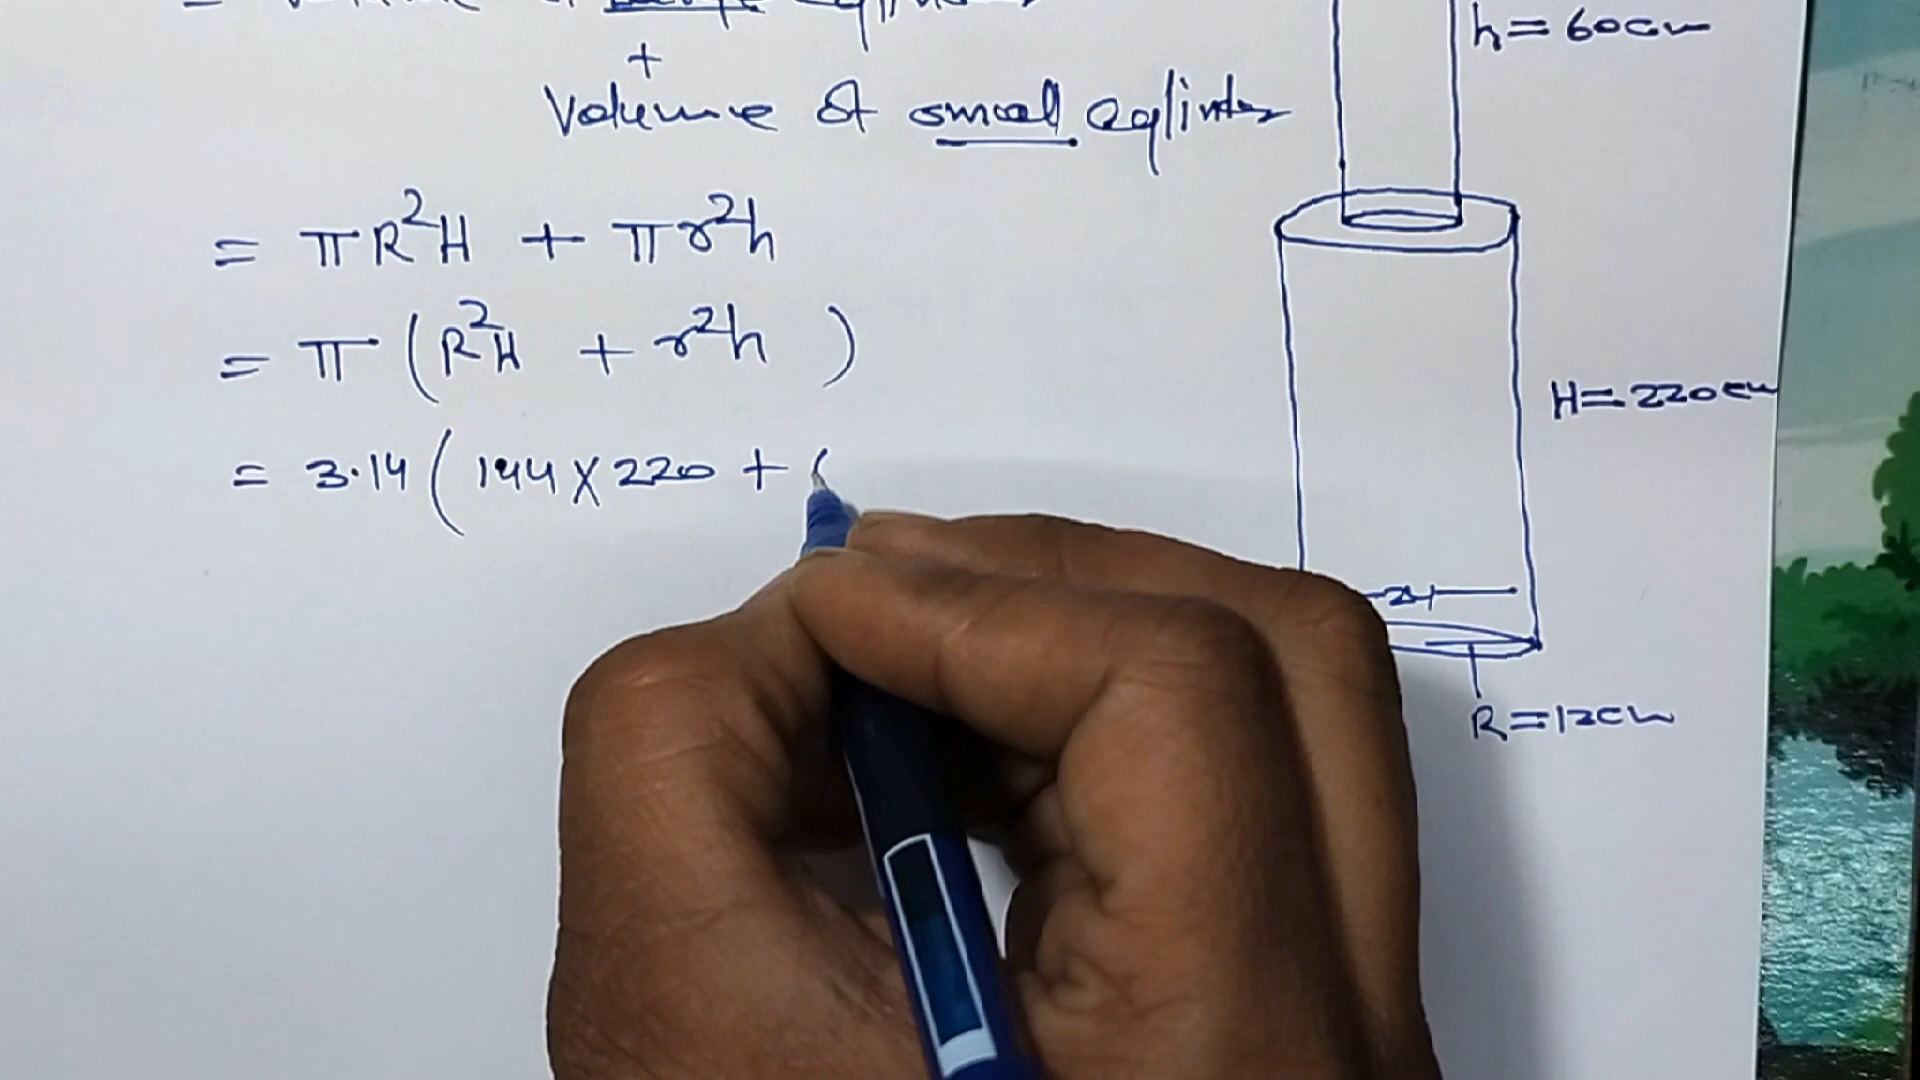 h=60cm
+
Volume of small cylinder
= πR²H + πr²h
= π(R²H + r²h)
H=220cm
= 3.14(144×220 +
24
R=12cm